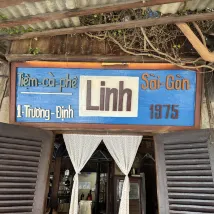 Tiệm-cà-phê Linh Sài-Gòn
1-Trương-Định 1975